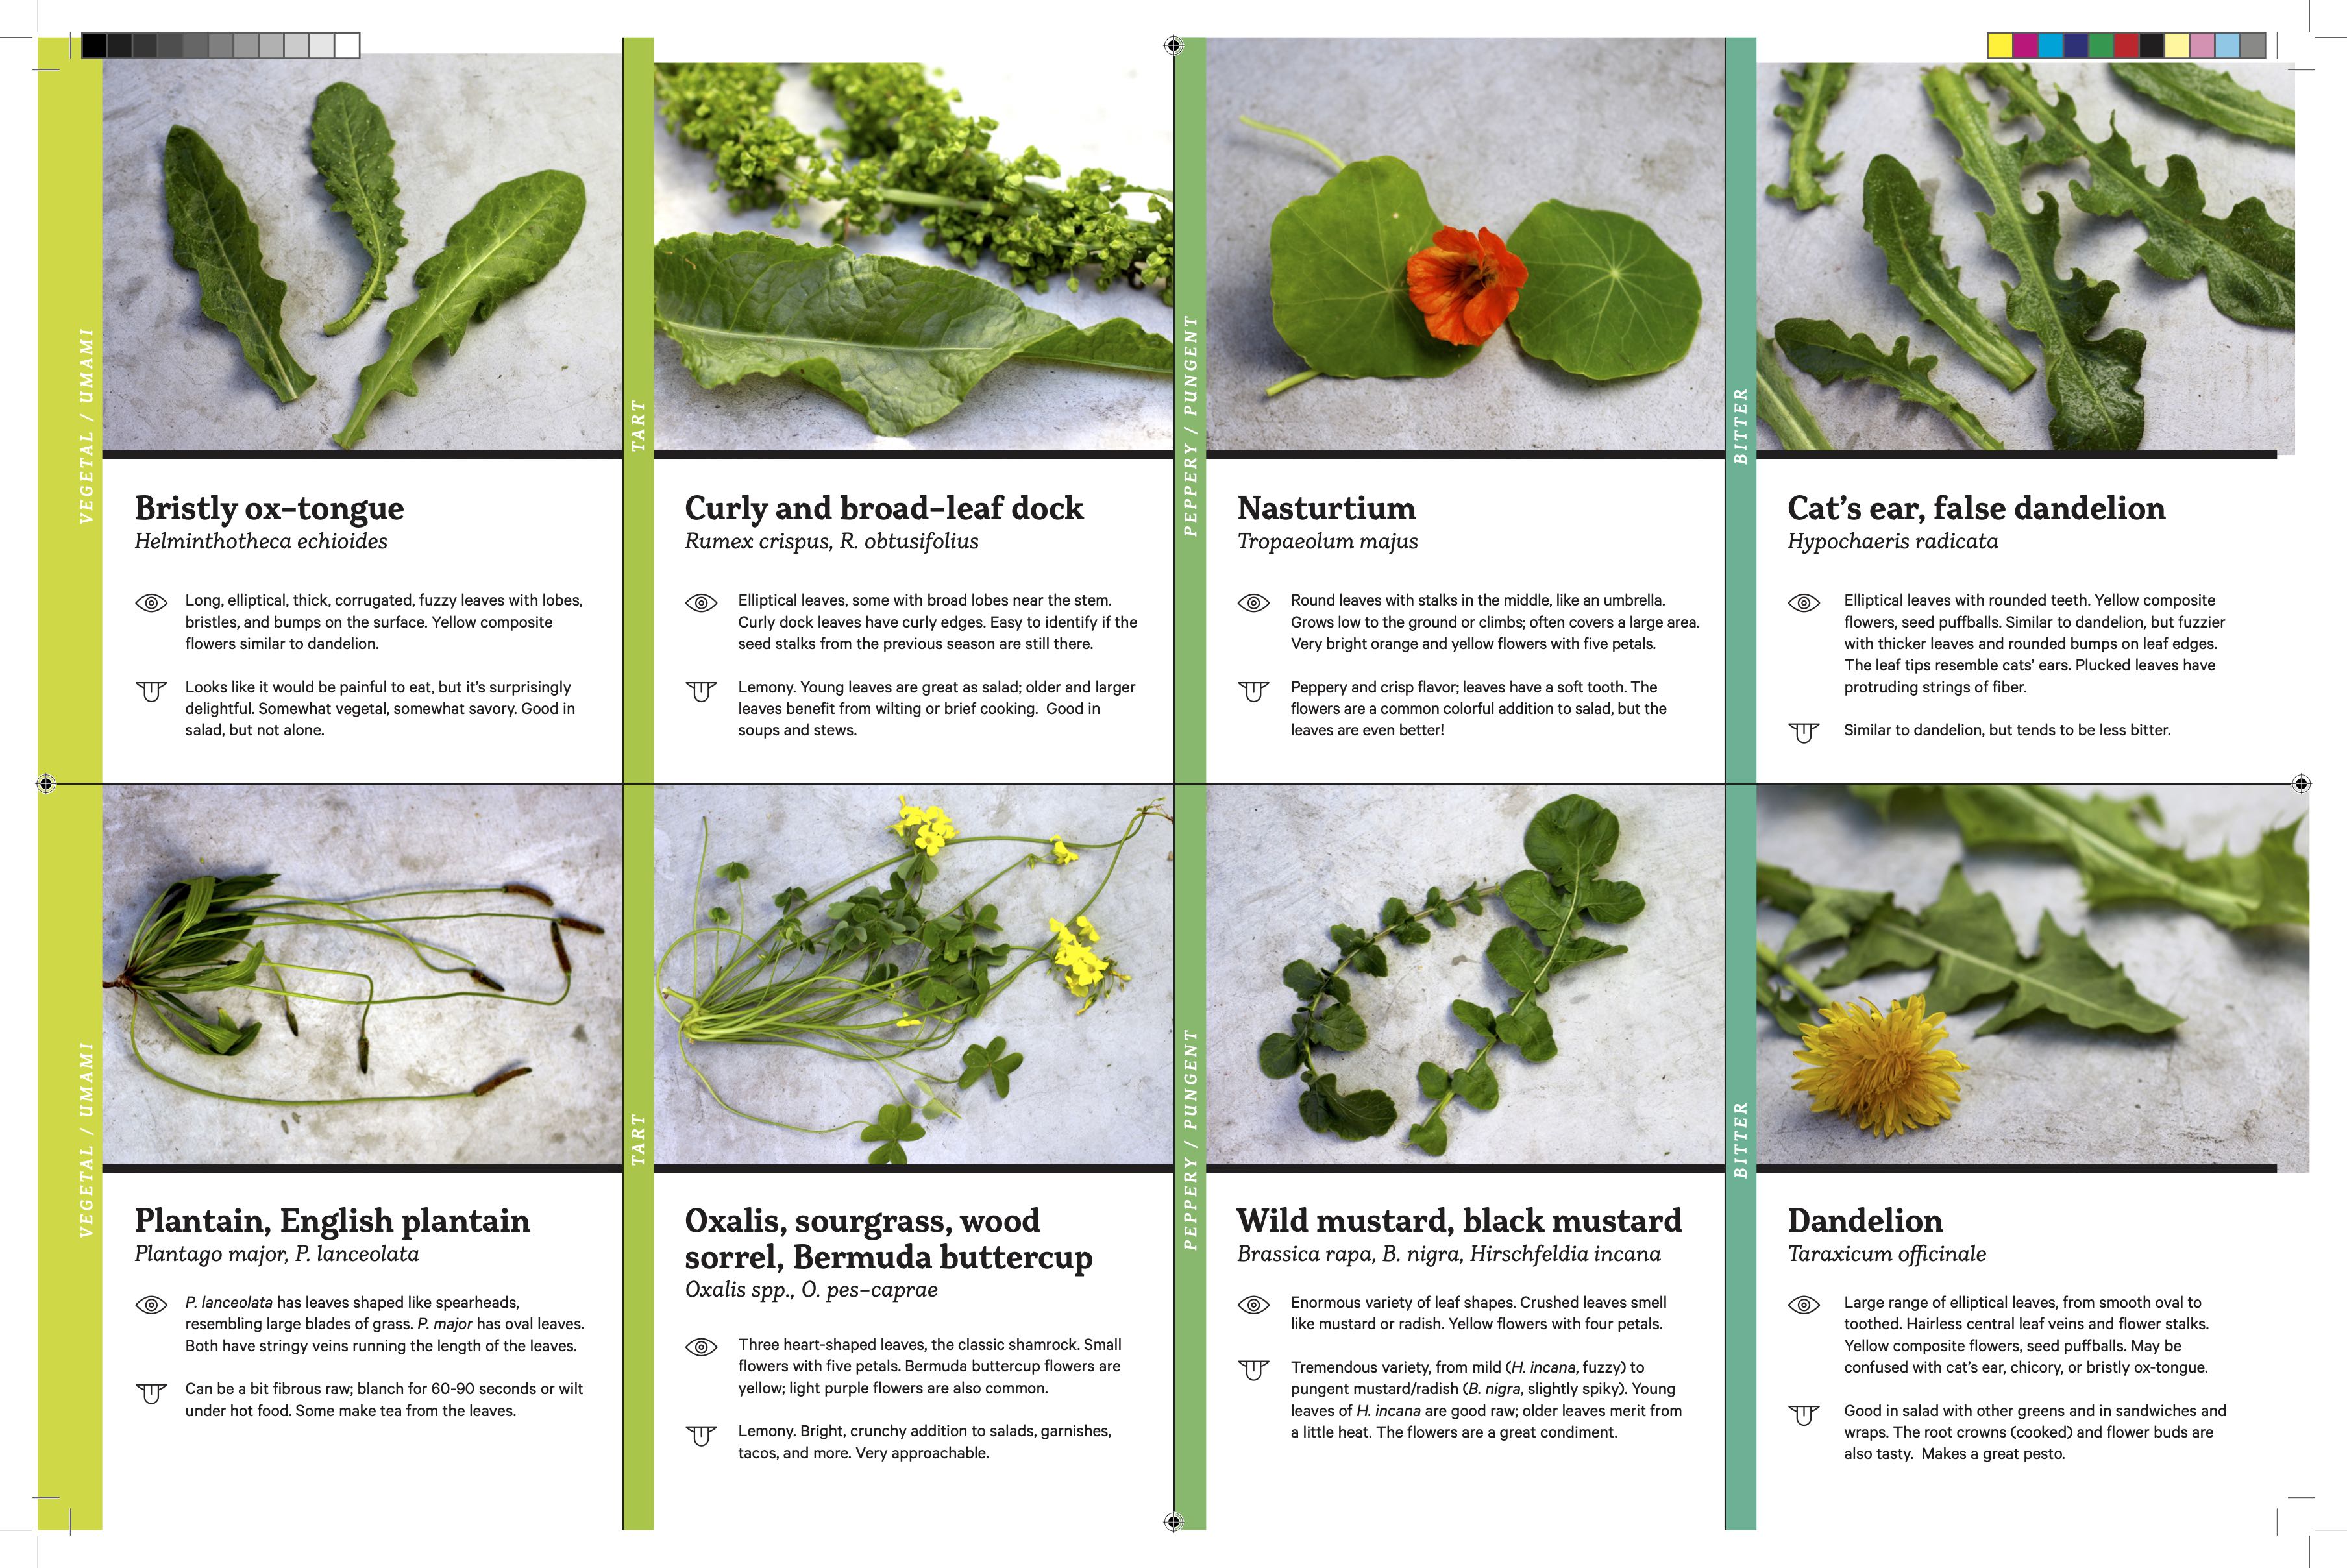 VEGETAL / UMAMI
Bristly ox-tongue
Helminthotheca echioides
Long, elliptical, thick, corrugated, fuzzy leaves with lobes,
bristles, and bumps on the surface. Yellow composite
flowers similar to dandelion.
Looks like it would be painful to eat, but it's surprisingly
delightful. Somewhat vegetal, somewhat savory. Good in
salad, but not alone.
TART
Curly and broad-leaf dock
Rumex crispus, R. obtusifolius
Elliptical leaves, some with broad lobes near the stem.
Curly dock leaves have curly edges. Easy to identify if the
seed stalks from the previous season are still there.
Lemony. Young leaves are great as salad; older and larger
leaves benefit from wilting or brief cooking.  Good in
soups and stews.
PEPPERY / PUNGENT
Nasturtium
Tropaeolum majus
Round leaves with stalks in the middle, like an umbrella.
Grows low to the ground or climbs; often covers a large area.
Very bright orange and yellow flowers with five petals.
Peppery and crisp flavor; leaves have a soft tooth. The
flowers are a common colorful addition to salad, but the
leaves are even better!
BITTER
Cat's ear, false dandelion
Hypochaeris radicata
Elliptical leaves with rounded teeth. Yellow composite
flowers, seed puffballs. Similar to dandelion, but fuzzier
with thicker leaves and rounded bumps on leaf edges.
The leaf tips resemble cats' ears. Plucked leaves have
protruding strings of fiber.
Similar to dandelion, but tends to be less bitter.
VEGETAL / UMAMI
Plantain, English plantain
Plantago major, P. lanceolata
P. lanceolata has leaves shaped like spearheads,
resembling large blades of grass. P. major has oval leaves.
Both have stringy veins running the length of the leaves.
Can be a bit fibrous raw; blanch for 60-90 seconds or wilt
under hot food. Some make tea from the leaves.
TART
Oxalis, sourgrass, wood
sorrel, Bermuda buttercup
Oxalis spp., O. pes-caprae
Three heart-shaped leaves, the classic shamrock. Small
flowers with five petals. Bermuda buttercup flowers are
yellow; light purple flowers are also common.
Lemony. Bright, crunchy addition to salads, garnishes,
tacos, and more. Very approachable.
PEPPERY / PUNGENT
Wild mustard, black mustard
Brassica rapa, B. nigra, Hirschfeldia incana
Enormous variety of leaf shapes. Crushed leaves smell
like mustard or radish. Yellow flowers with four petals.
Tremendous variety, from mild (H. incana, fuzzy) to
pungent mustard/radish (B. nigra, slightly spiky). Young
leaves of H. incana are good raw; older leaves merit from
a little heat. The flowers are a great condiment.
BITTER
Dandelion
Taraxicum officinale
Large range of elliptical leaves, from smooth oval to
toothed. Hairless central leaf veins and flower stalks.
Yellow composite flowers, seed puffballs. May be
confused with cat's ear, chicory, or bristly ox-tongue.
Good in salad with other greens and in sandwiches and
wraps. The root crowns (cooked) and flower buds are
also tasty.  Makes a great pesto.